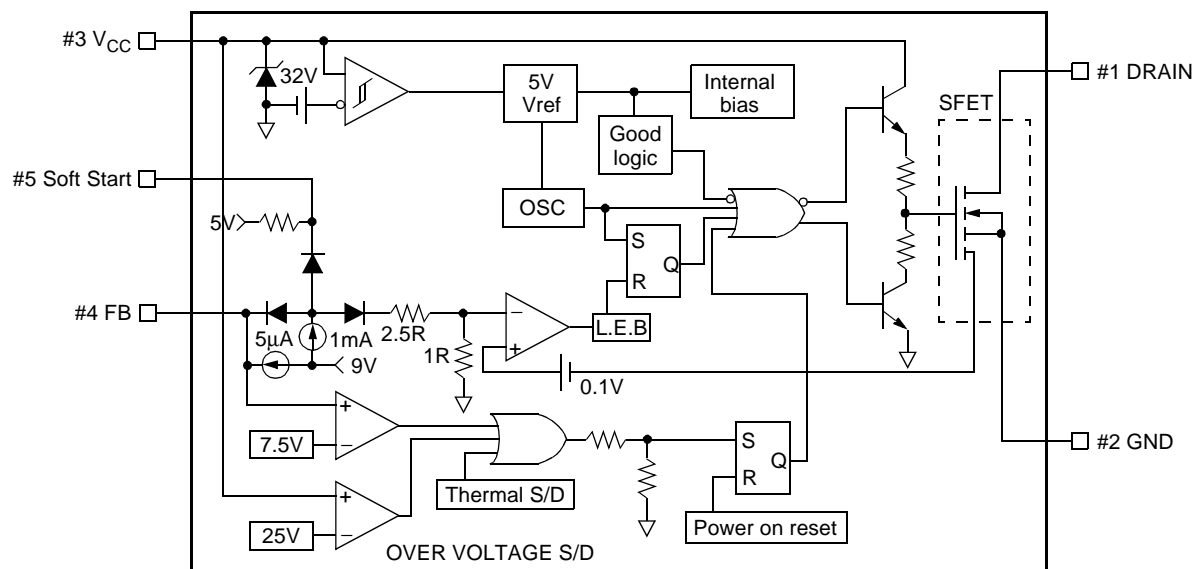 #3 VCC
32V
5V
Vref
Internal
bias
#1 DRAIN
SFET
Good
logic
#5 Soft Start
5V
OSC
S
Q
R
#4 FB
5μA
1mA
2.5R
−
+
L.E.B
1R
9V
0.1V
+
−
7.5V
S
Q
R
#2 GND
Thermal S/D
+
−
25V
Power on reset
OVER VOLTAGE S/D